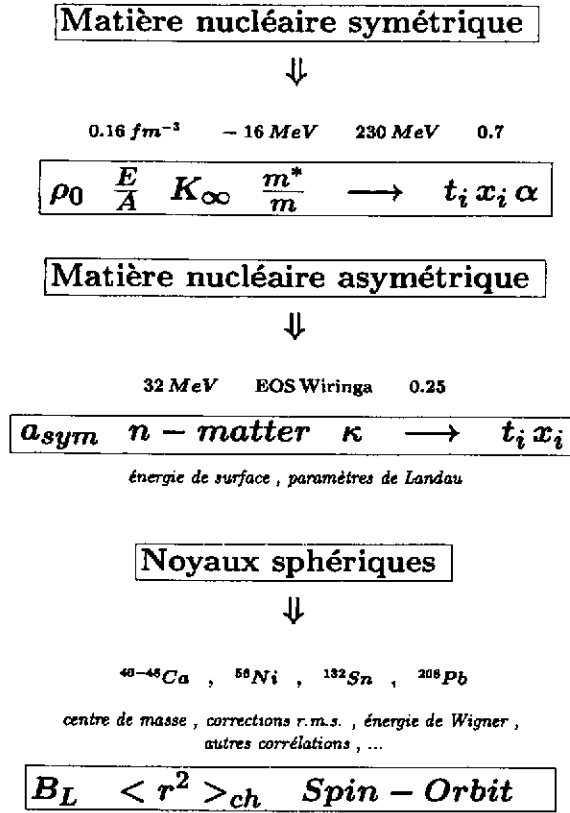 Matière nucléaire symétrique
⇓
0.16 fm⁻³ − 16 MeV 230 MeV 0.7
ρ₀ E/A K∞ m*/m ⟶ tᵢ xᵢ α
Matière nucléaire asymétrique
⇓
32 MeV EOS Wiringa 0.25
a_sym n − matter κ ⟶ tᵢ xᵢ
énergie de surface , paramètres de Landau
Noyaux sphériques
⇓
⁴⁰⁻⁴⁸Ca , ⁵⁶Ni , ¹³²Sn , ²⁰⁸Pb
centre de masse , corrections r.m.s. , énergie de Wigner ,
autres corrélations , ...
B_L < r² >_ch Spin − Orbit